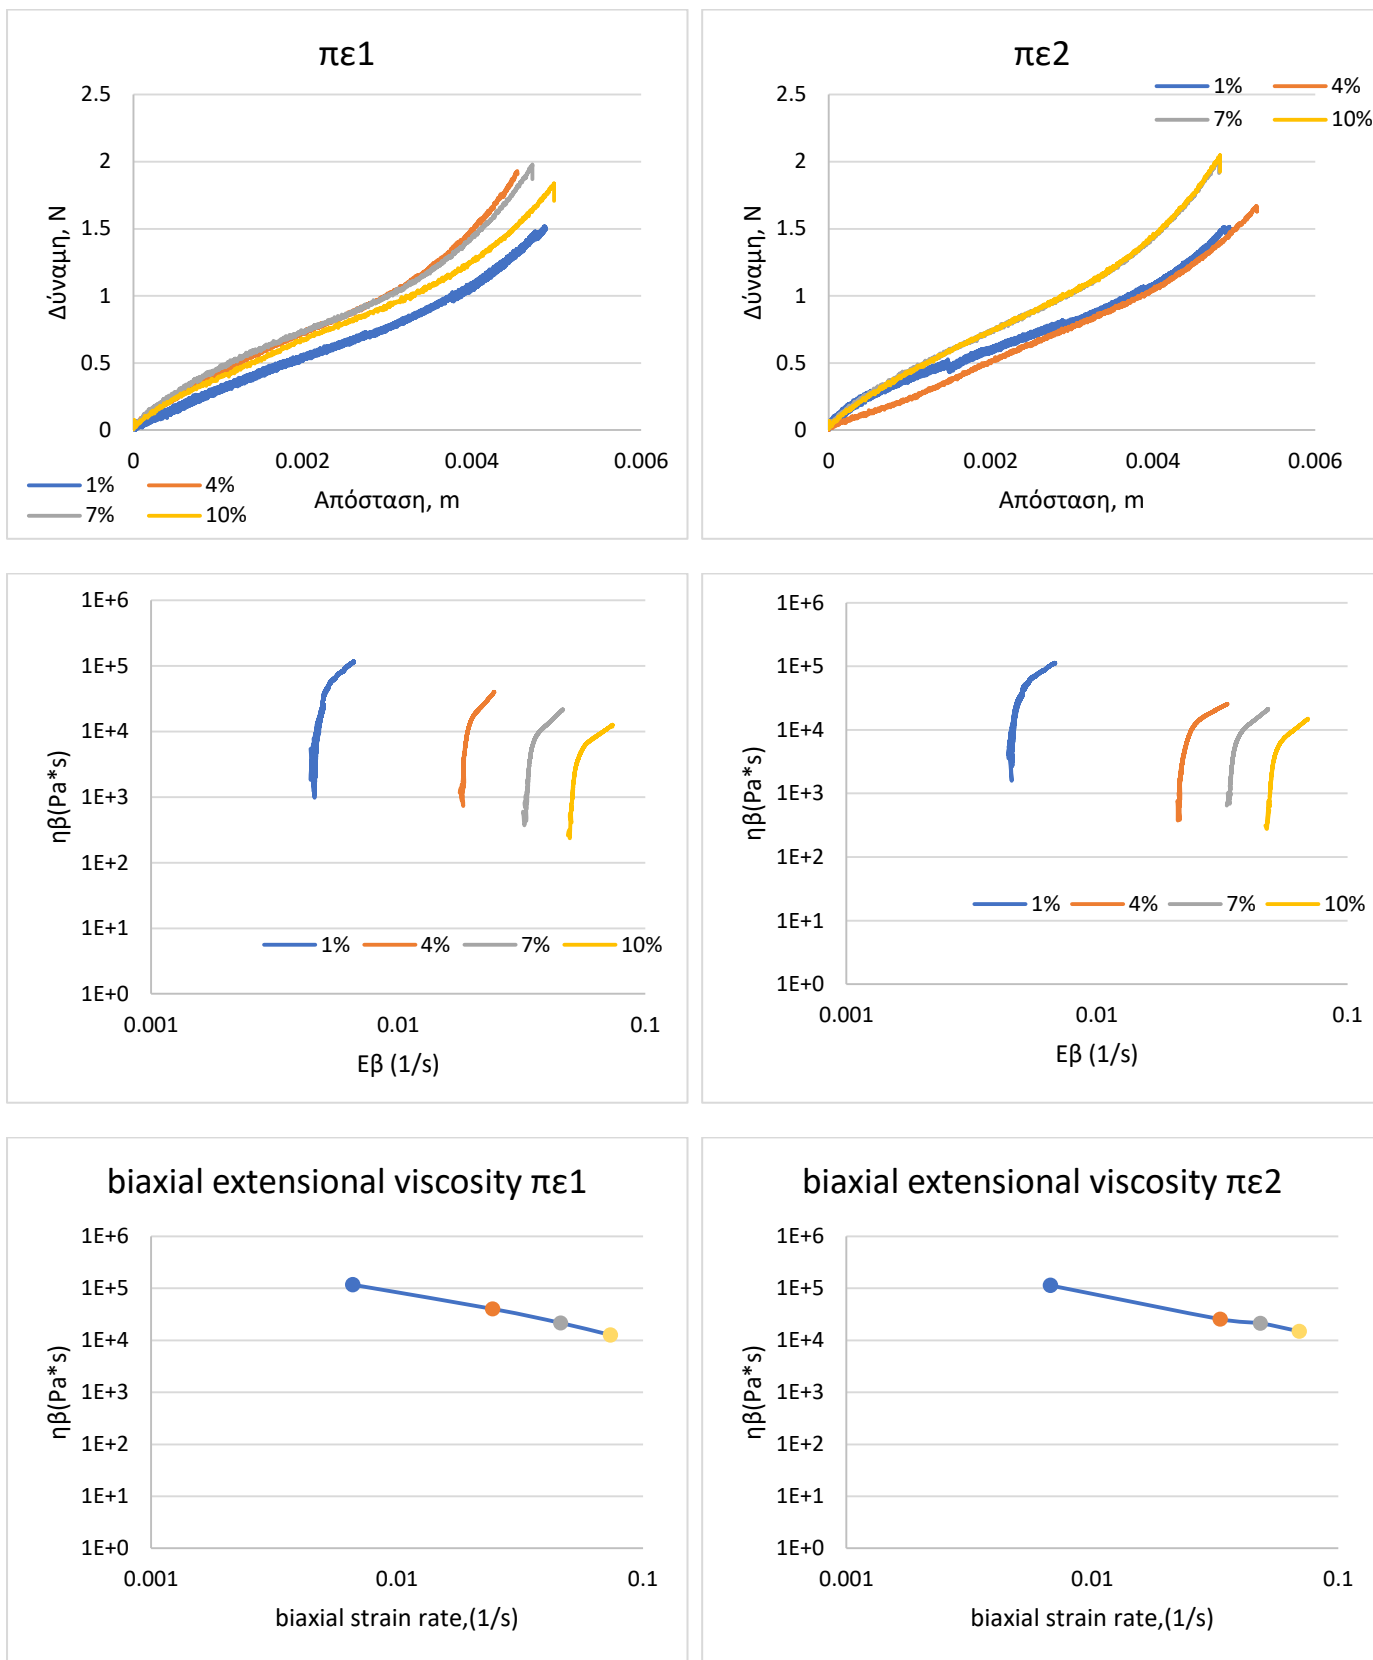 πε1
2.5
2
1.5
1
0.5
0
0 0.002 0.004 0.006
Δύναμη, N
Απόσταση, m
1% 4%
7% 10%
πε2
1% 4%
7% 10%
2.5
2
1.5
1
0.5
0
0 0.002 0.004 0.006
Δύναμη, N
Απόσταση, m
1E+6
1E+5
1E+4
1E+3
1E+2
1E+1
1E+0
0.001 0.01 0.1
ηβ(Pa*s)
Εβ (1/s)
1% 4% 7% 10%
1E+6
1E+5
1E+4
1E+3
1E+2
1E+1
1E+0
0.001 0.01 0.1
ηβ(Pa*s)
Εβ (1/s)
1% 4% 7% 10%
biaxial extensional viscosity πε1
1E+6
1E+5
1E+4
1E+3
1E+2
1E+1
1E+0
0.001 0.01 0.1
ηβ(Pa*s)
biaxial strain rate,(1/s)
biaxial extensional viscosity πε2
1E+6
1E+5
1E+4
1E+3
1E+2
1E+1
1E+0
0.001 0.01 0.1
ηβ(Pa*s)
biaxial strain rate,(1/s)